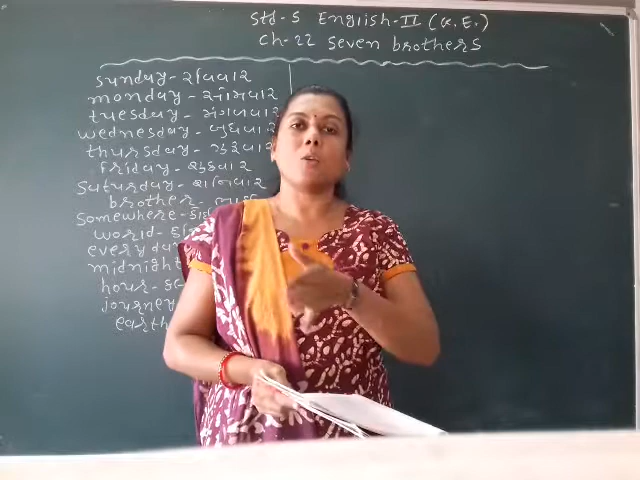 Std-5 English-II (G.E.)
Ch-22 Seven brothers
Sunday - રવિવાર
monday - સોમવાર
tuesday - મંગળવાર
wednesday - બુધવાર
thursday - ગુરૂવાર
Friday - શુક્રવાર
Saturday - શનિવાર
brother -
Somewhere -
world -
every day
midnight
hour -
journey
earth